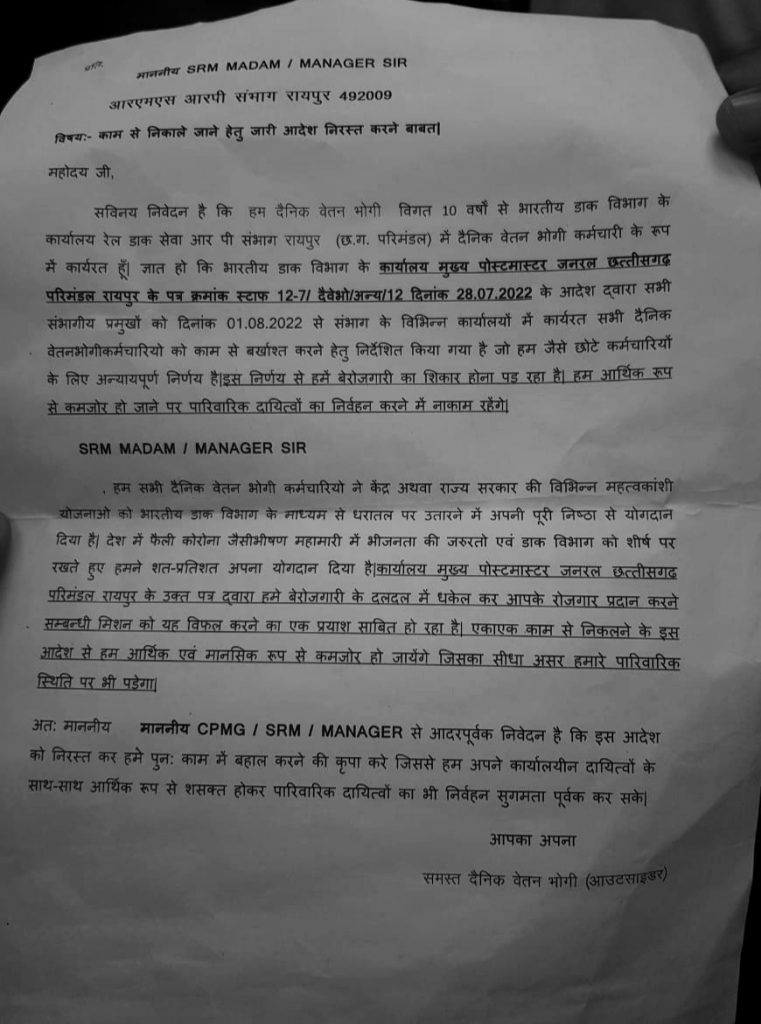 प्रति,
माननीय SRM MADAM / MANAGER SIR
आरएमएस आरपी संभाग रायपुर 492009
विषय:- काम से निकाले जाने हेतु जारी आदेश निरस्त करने बाबत|
महोदय जी,
सविनय निवेदन है कि हम दैनिक वेतन भोगी विगत 10 वर्षों से भारतीय डाक विभाग के
कार्यालय रेल डाक सेवा आर पी संभाग रायपुर (छ.ग. परिमंडल) में दैनिक वेतन भोगी कर्मचारी के रूप
में कार्यरत हूँ| ज्ञात हो कि भारतीय डाक विभाग के कार्यालय मुख्य पोस्टमास्टर जनरल छत्तीसगढ़
परिमंडल रायपुर के पत्र क्रमांक स्टाफ 12-7/ दैवेभो/अन्य/12 दिनांक 28.07.2022 के आदेश द्वारा सभी
संभागीय प्रमुखों को दिनांक 01.08.2022 से संभाग के विभिन्न कार्यालयों में कार्यरत सभी दैनिक
वेतनभोगीकर्मचारियो को काम से बर्खाश्त करने हेतु निर्देशित किया गया है जो हम जैसे छोटे कर्मचारियों
के लिए अन्यायपूर्ण निर्णय है|इस निर्णय से हमें बेरोजगारी का शिकार होना पड रहा है| हम आर्थिक रूप
से कमजोर हो जाने पर पारिवारिक दायित्वों का निर्वहन करने में नाकाम रहेंगे|
SRM MADAM / MANAGER SIR
, हम सभी दैनिक वेतन भोगी कर्मचारियो ने केंद्र अथवा राज्य सरकार की विभिन्न महत्वकांशी
योजनाओ को भारतीय डाक विभाग के माध्यम से धरातल पर उतारने में अपनी पूरी निष्ठा से योगदान
दिया है| देश में फैली कोरोना जैसीभीषण महामारी में भीजनता की जरुरतो एवं डाक विभाग को शीर्ष पर
रखते हुए हमने शत-प्रतिशत अपना योगदान दिया है|कार्यालय मुख्य पोस्टमास्टर जनरल छत्तीसगढ़
परिमंडल रायपुर के उक्त पत्र द्वारा हमे बेरोजगारी के दलदल में धकेल कर आपके रोजगार प्रदान करने
सम्बन्धी मिशन को यह विफल करने का एक प्रयाश साबित हो रहा है| एकाएक काम से निकलने के इस
आदेश से हम आर्थिक एवं मानसिक रूप से कमजोर हो जायेंगे जिसका सीधा असर हमारे पारिवारिक
स्थिति पर भी पड़ेगा|
अत: माननीय माननीय CPMG / SRM / MANAGER से आदरपूर्वक निवेदन है कि इस आदेश
को निरस्त कर हमे पुन: काम में बहाल करने की कृपा करे जिससे हम अपने कार्यालयीन दायित्वों के
साथ-साथ आर्थिक रूप से शसक्त होकर पारिवारिक दायित्वों का भी निर्वहन सुगमता पूर्वक कर सके|
आपका अपना
समस्त दैनिक वेतन भोगी (आउटसाइडर)